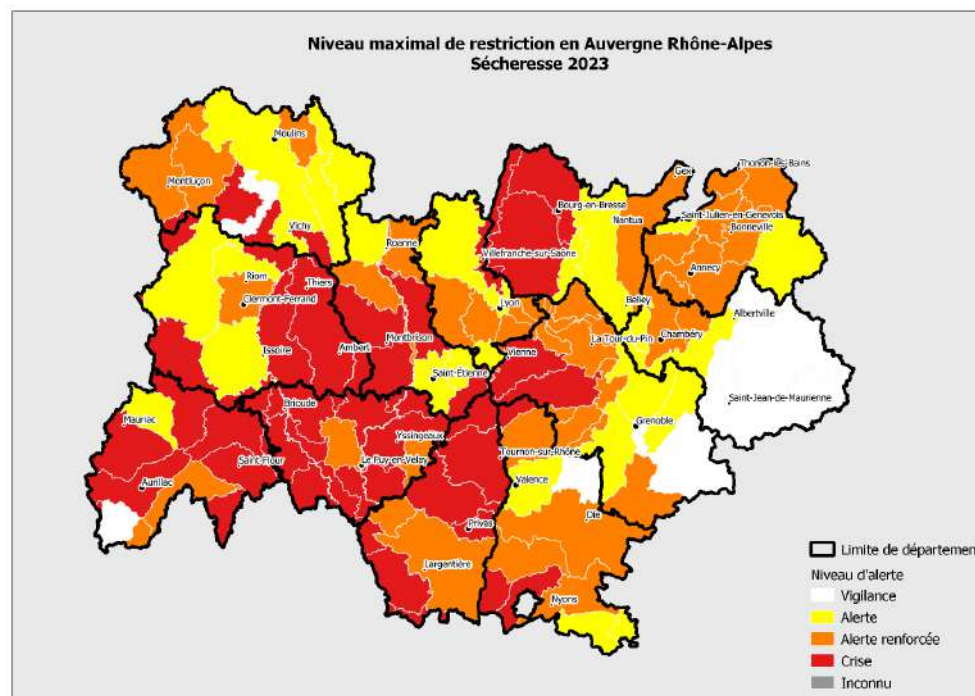 Niveau maximal de restriction en Auvergne Rhône-Alpes
Sécheresse 2023
Moulins
Montluçon
Vichy
Thonon-les-Bains
Gex
Bourg-en-Bresse
Nantua
Saint-Julien-en-Genevois
Bonneville
Roanne
Villefranche-sur-Saône
Annecy
Riom
Thiers
Clermont-Ferrand
Lyon
Belley
Albertville
Chambéry
La Tour-du-Pin
Issoire
Ambert
Montbrison
Vienne
Saint-Étienne
Saint-Jean-de-Maurienne
Mauriac
Brioude
Grenoble
Yssingeaux
Saint-Flour
Le Puy-en-Velay
Tournon-sur-Rhône
Aurillac
Valence
Privas
Die
Largentière
Nyons
Limite de départemen
Niveau d'alerte
Vigilance
Alerte
Alerte renforcée
Crise
Inconnu